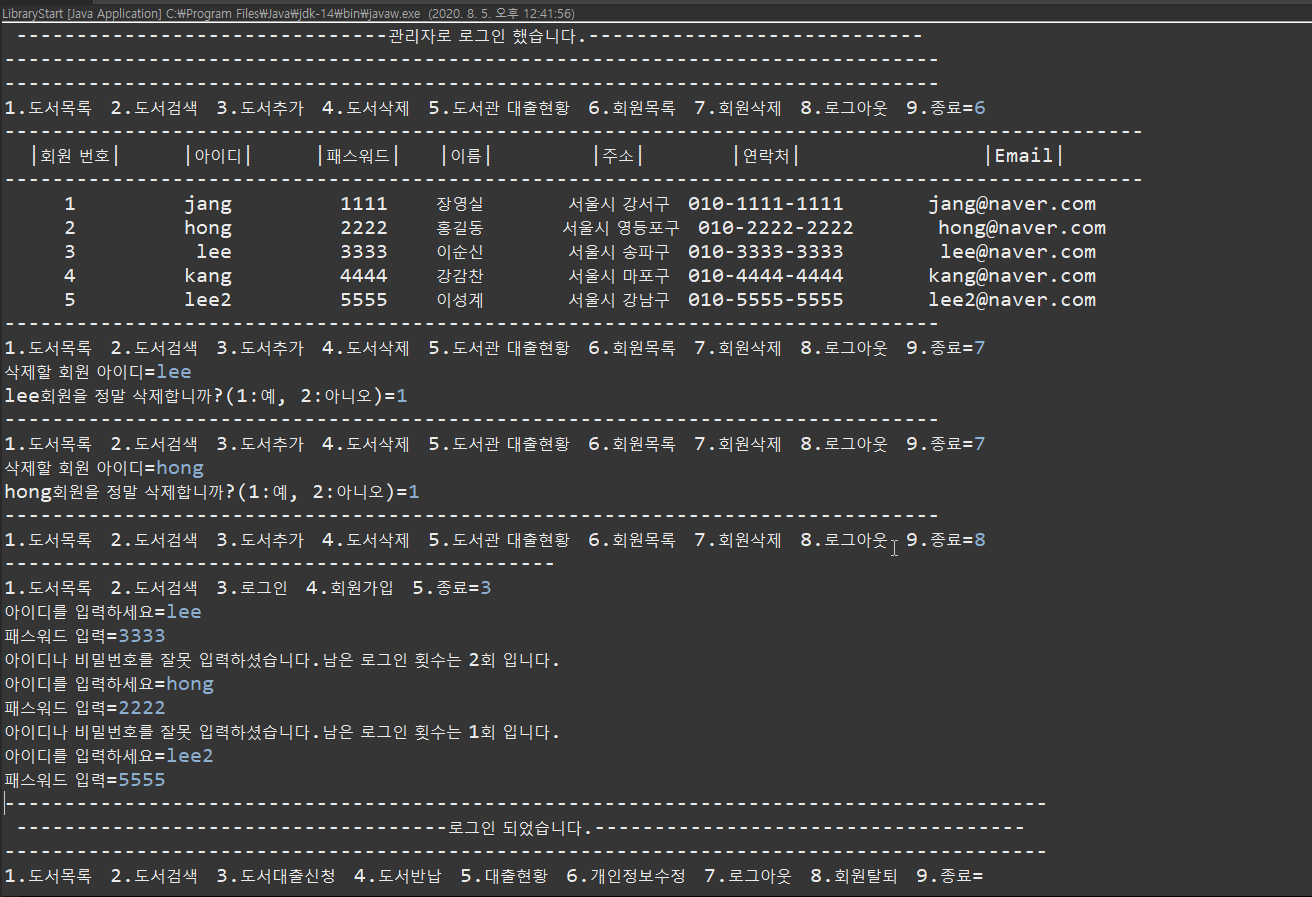 LibraryStart [Java Application] C:\Program Files\Java\jdk-14\bin\javaw.exe (2020. 8. 5. 오후 12:41:56)
-------------------------------관리자로 로그인 했습니다.----------------------------
------------------------------------------------------------------------------
------------------------------------------------------------------------------
1.도서목록 2.도서검색 3.도서추가 4.도서삭제 5.도서관 대출현황 6.회원목록 7.회원삭제 8.로그아웃 9.종료=6
-----------------------------------------------------------------------------------------------
|회원 번호| |아이디| |패스워드| |이름| |주소| |연락처| |Email|
-----------------------------------------------------------------------------------------------
1 jang 1111 장영실 서울시 강서구 010-1111-1111 jang@naver.com
2 hong 2222 홍길동 서울시 영등포구 010-2222-2222 hong@naver.com
3 lee 3333 이순신 서울시 송파구 010-3333-3333 lee@naver.com
4 kang 4444 강감찬 서울시 마포구 010-4444-4444 kang@naver.com
5 lee2 5555 이성계 서울시 강남구 010-5555-5555 lee2@naver.com
------------------------------------------------------------------------------
1.도서목록 2.도서검색 3.도서추가 4.도서삭제 5.도서관 대출현황 6.회원목록 7.회원삭제 8.로그아웃 9.종료=7
삭제할 회원 아이디=lee
lee회원을 정말 삭제합니까?(1:예, 2:아니오)=1
------------------------------------------------------------------------------
1.도서목록 2.도서검색 3.도서추가 4.도서삭제 5.도서관 대출현황 6.회원목록 7.회원삭제 8.로그아웃 9.종료=7
삭제할 회원 아이디=hong
hong회원을 정말 삭제합니까?(1:예, 2:아니오)=1
------------------------------------------------------------------------------
1.도서목록 2.도서검색 3.도서추가 4.도서삭제 5.도서관 대출현황 6.회원목록 7.회원삭제 8.로그아웃 9.종료=8
----------------------------------------------
1.도서목록 2.도서검색 3.로그인 4.회원가입 5.종료=3
아이디를 입력하세요=lee
패스워드 입력=3333
아이디나 비밀번호를 잘못 입력하셨습니다.남은 로그인 횟수는 2회 입니다.
아이디를 입력하세요=hong
패스워드 입력=2222
아이디나 비밀번호를 잘못 입력하셨습니다.남은 로그인 횟수는 1회 입니다.
아이디를 입력하세요=lee2
패스워드 입력=5555
---------------------------------------------------------------------------------------
------------------------------------로그인 되었습니다.------------------------------------
---------------------------------------------------------------------------------------
1.도서목록 2.도서검색 3.도서대출신청 4.도서반납 5.대출현황 6.개인정보수정 7.로그아웃 8.회원탈퇴 9.종료=